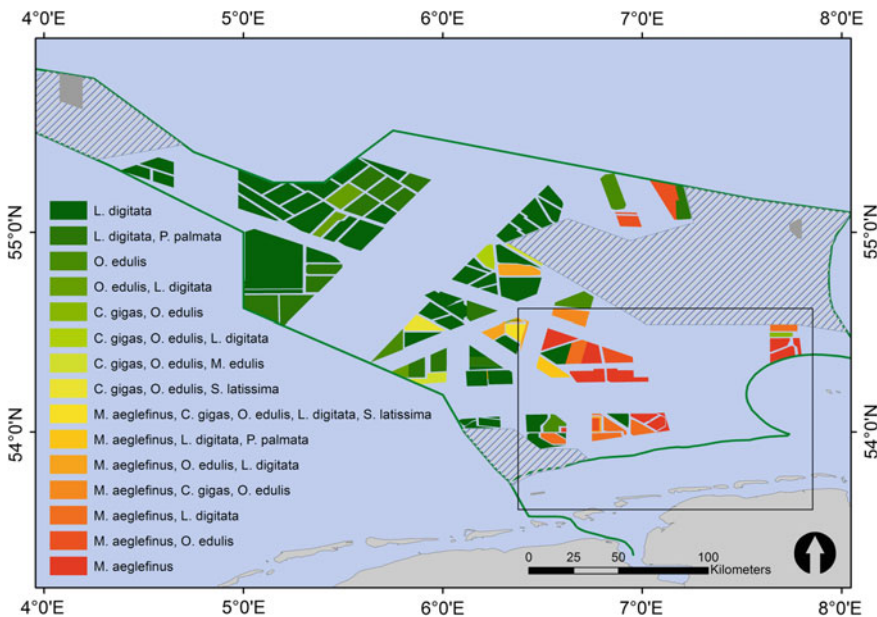 4°0'E 5°0'E 6°0'E 7°0'E 8°0'E
55°0'N 55°0'N
54°0'N 54°0'N
L. digitata
L. digitata, P. palmata
O. edulis
O. edulis, L. digitata
C. gigas, O. edulis
C. gigas, O. edulis, L. digitata
C. gigas, O. edulis, M. edulis
C. gigas, O. edulis, S. latissima
M. aeglefinus, C. gigas, O. edulis, L. digitata, S. latissima
M. aeglefinus, L. digitata, P. palmata
M. aeglefinus, O. edulis, L. digitata
M. aeglefinus, C. gigas, O. edulis
M. aeglefinus, L. digitata
M. aeglefinus, O. edulis
M. aeglefinus
0 25 50 100
Kilometers
4°0'E 5°0'E 6°0'E 7°0'E 8°0'E